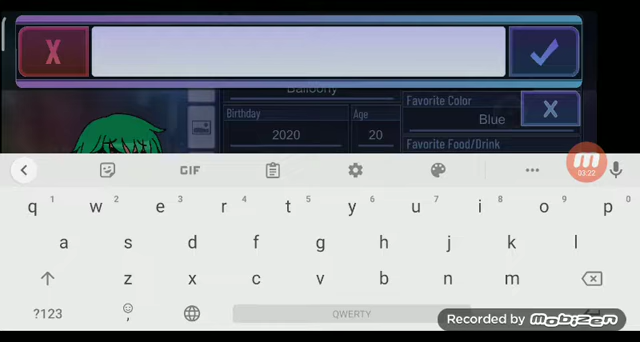 X
Balloony
Favorite Color
Birthday
Age
Blue
X
2020
20
Favorite Food/Drink
GIF
03:22
q 1 w 2 e 3 r 4 t 5 y 6 u 7 i 8 o 9 p 0
a s d f g h j k l
z x c v b n m
?123 , QWERTY
Recorded by Mobizen